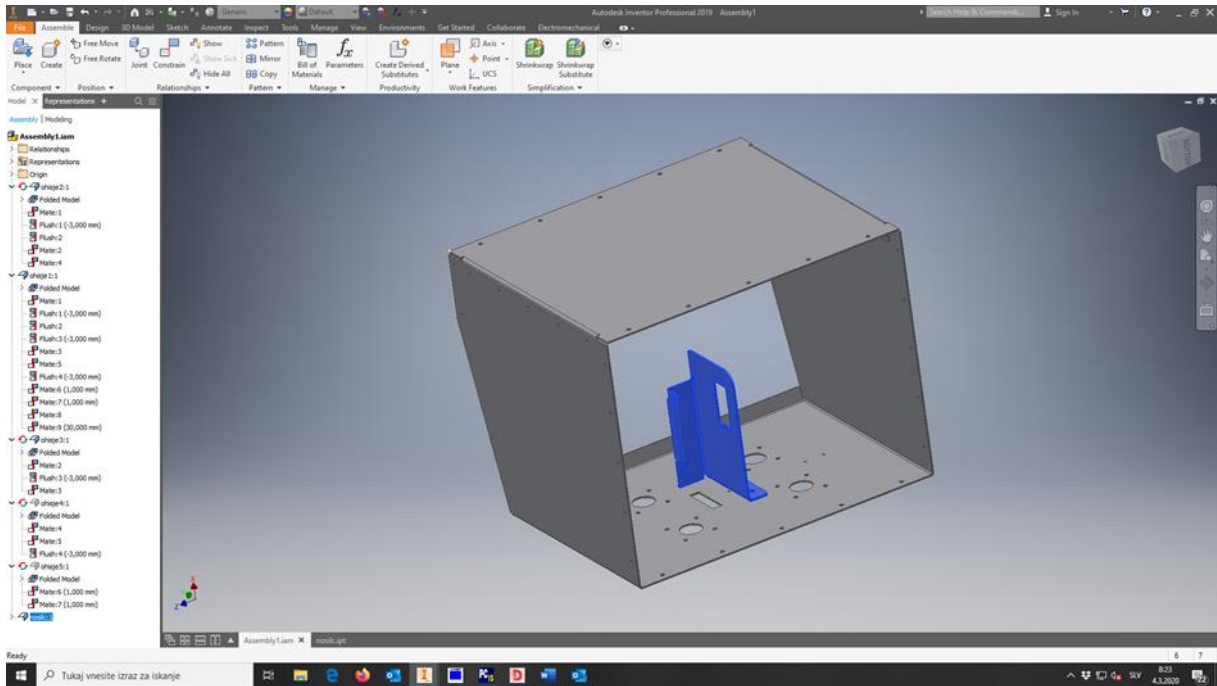 Generic
Default
Autodesk Inventor Professional 2019 Assembly1
Search Help & Commands...
Sign In
File Assemble Design 3D Model Sketch Annotate Inspect Tools Manage View Environments Get Started Collaborate Electromechanical
Place Create
Free Move
Free Rotate
Joint Constrain
Show
Show Sick
Hide All
Pattern
Mirror
Copy
Bill of Materials
Parameters
Create Derived Substitutes
Plane
Axis
Point
UCS
Shrinkwrap
Shrinkwrap Substitute
Component Position Relationships Pattern Manage Productivity Work Features Simplification
Model Representations
Assembly Modeling
Assembly1.iam
Relationships
Representations
Origin
ohisje2:1
Folded Model
Mate:1
Flush:1 (-3,000 mm)
Flush:2
Mate:2
Mate:4
ohisje1:1
Folded Model
Mate:1
Flush:1 (-3,000 mm)
Flush:2
Flush:3 (-3,000 mm)
Mate:3
Mate:5
Flush:4 (-3,000 mm)
Mate:6 (1,000 mm)
Mate:7 (1,000 mm)
Mate:8
Mate:9 (30,000 mm)
ohisje3:1
Folded Model
Mate:2
Flush:3 (-3,000 mm)
Mate:3
ohisje4:1
Folded Model
Mate:4
Mate:5
Flush:4 (-3,000 mm)
ohisje5:1
Folded Model
Mate:6 (1,000 mm)
Mate:7 (1,000 mm)
nosilc:1
X
Z
Assembly1.iam nosilc.ipt
Ready
6 7
Tukaj vnesite izraz za iskanje
SLV
8:23
4.3.2020
22